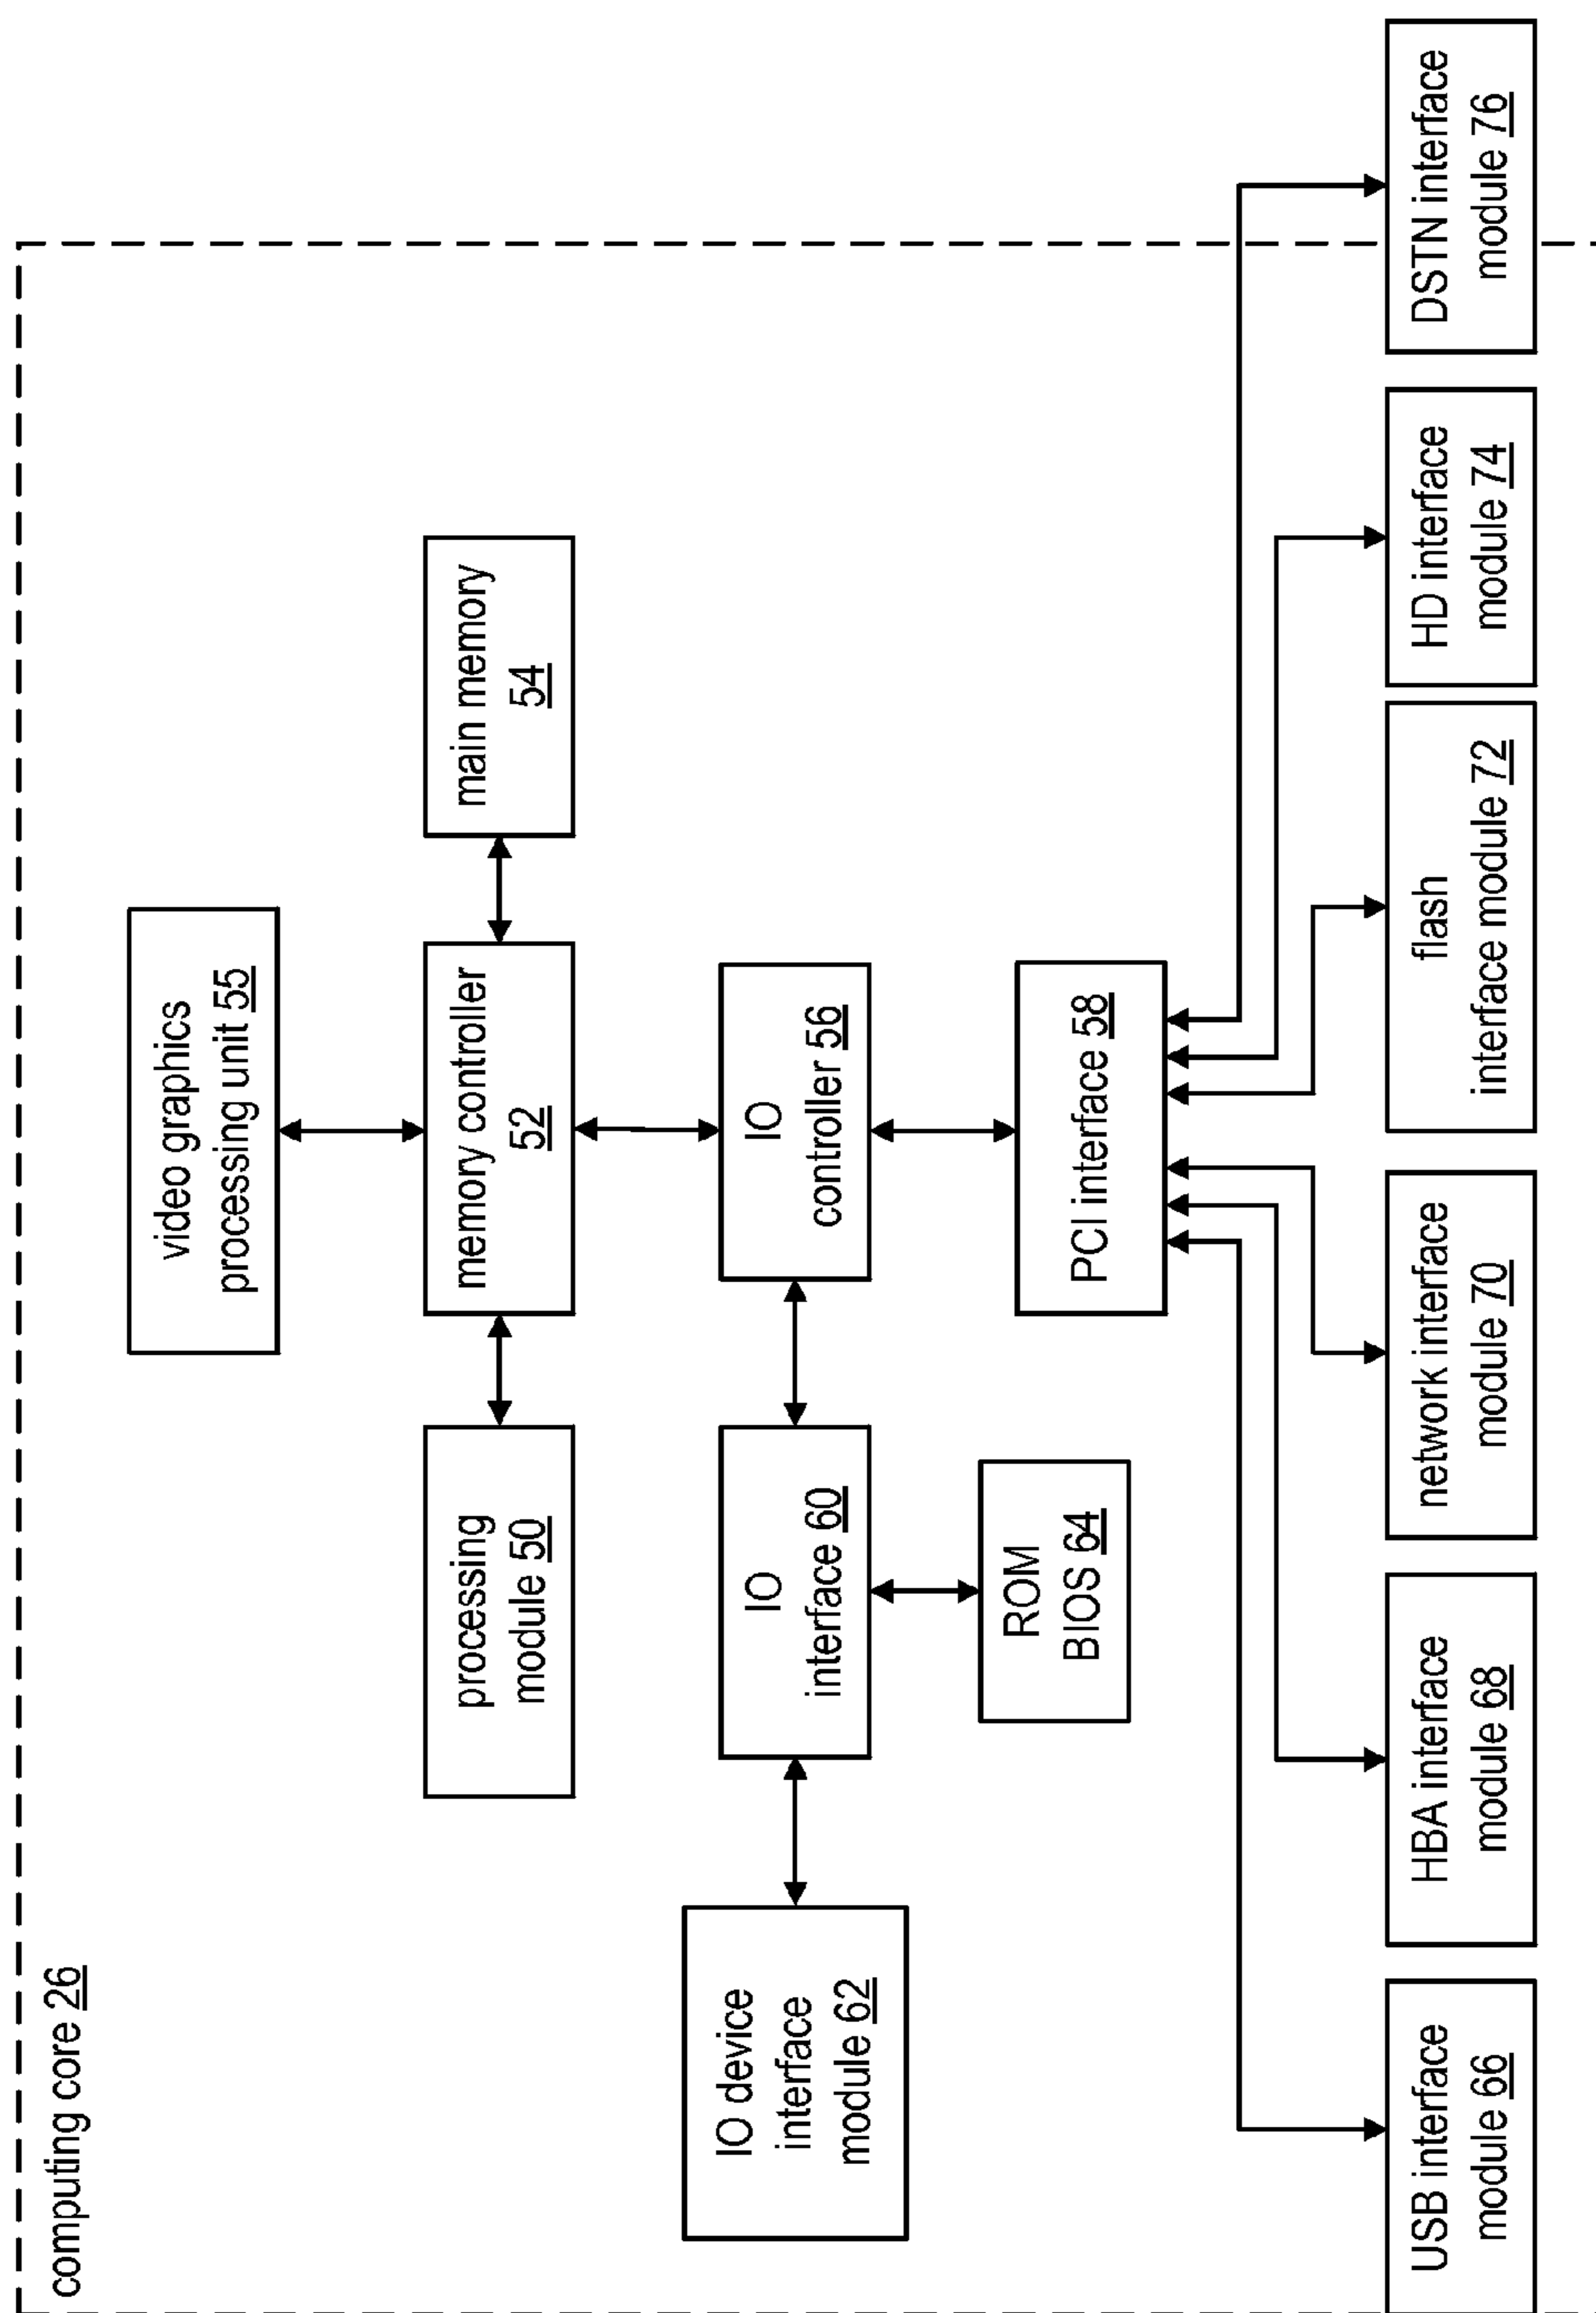 computing core 26
video graphics
processing unit 55
processing
module 50
memory controller
52
main memory
54
IO device
interface
module 62
IO
interface 60
IO
controller 56
ROM
BIOS 64
PCI interface 58
USB interface
module 66
HBA interface
module 68
network interface
module 70
flash
interface module 72
HD interface
module 74
DSTN interface
module 76